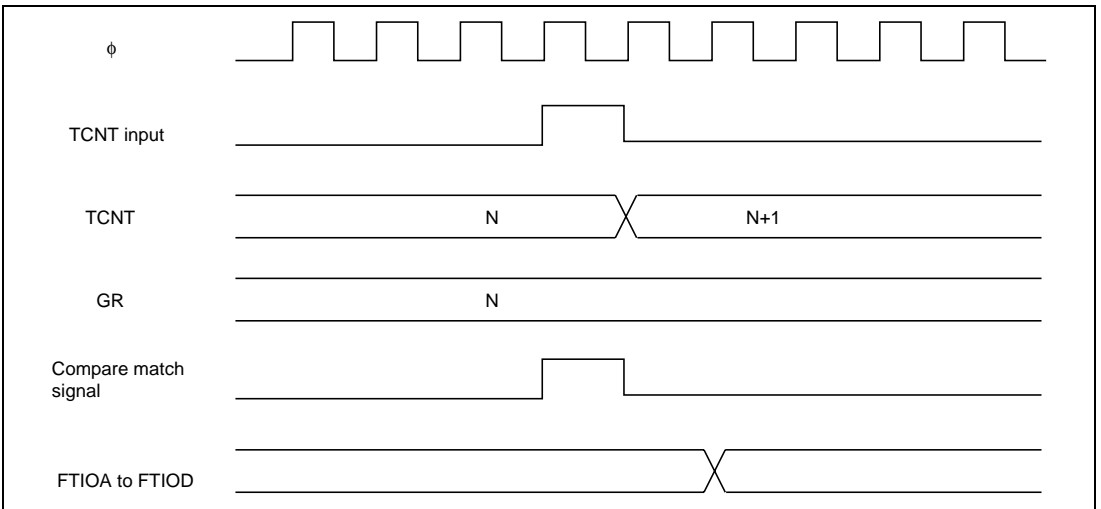 ϕ
TCNT input
TCNT
N
N+1
GR
N
Compare match
signal
FTIOA to FTIOD